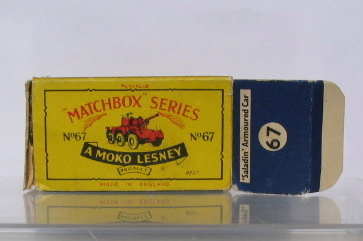 "MATCHBOX" SERIES
Nº67
Nº67
A MOKO LESNEY
PRODUCT
MADE IN ENGLAND
"Saladin" Armoured Car
67